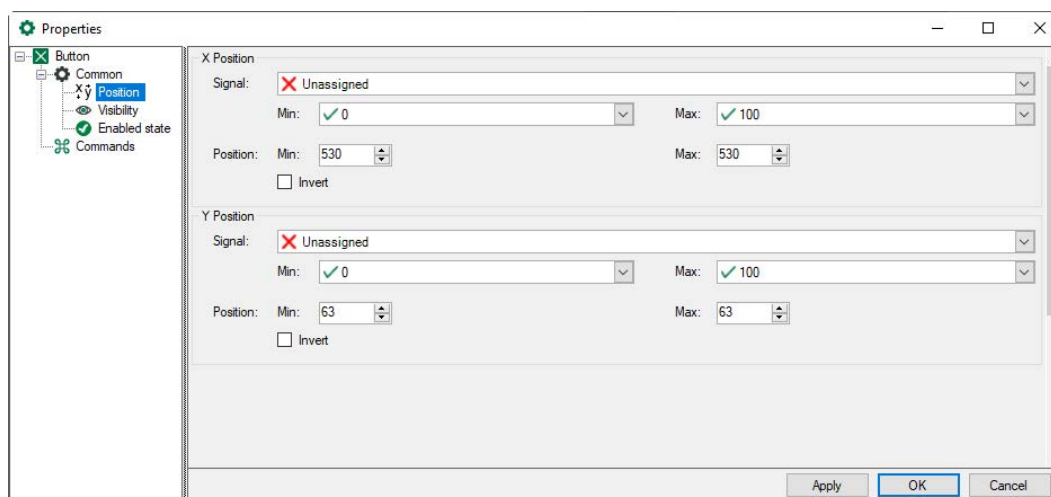 Properties
Button
Common
Position
Visibility
Enabled state
Commands
X Position
Signal: Unassigned
Min: 0 Max: 100
Position: Min: 530 Max: 530
Invert
Y Position
Signal: Unassigned
Min: 0 Max: 100
Position: Min: 63 Max: 63
Invert
Apply OK Cancel